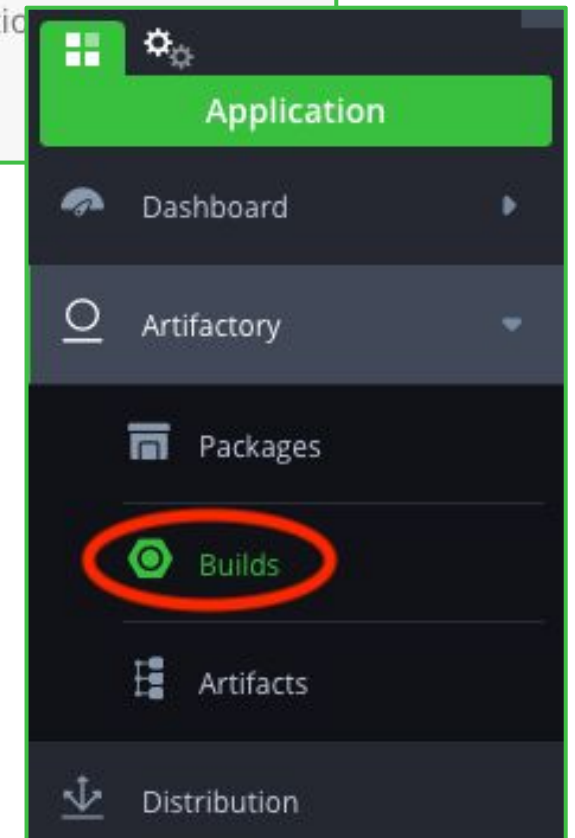 Application
Dashboard
Artifactory
Packages
Builds
Artifacts
Distribution